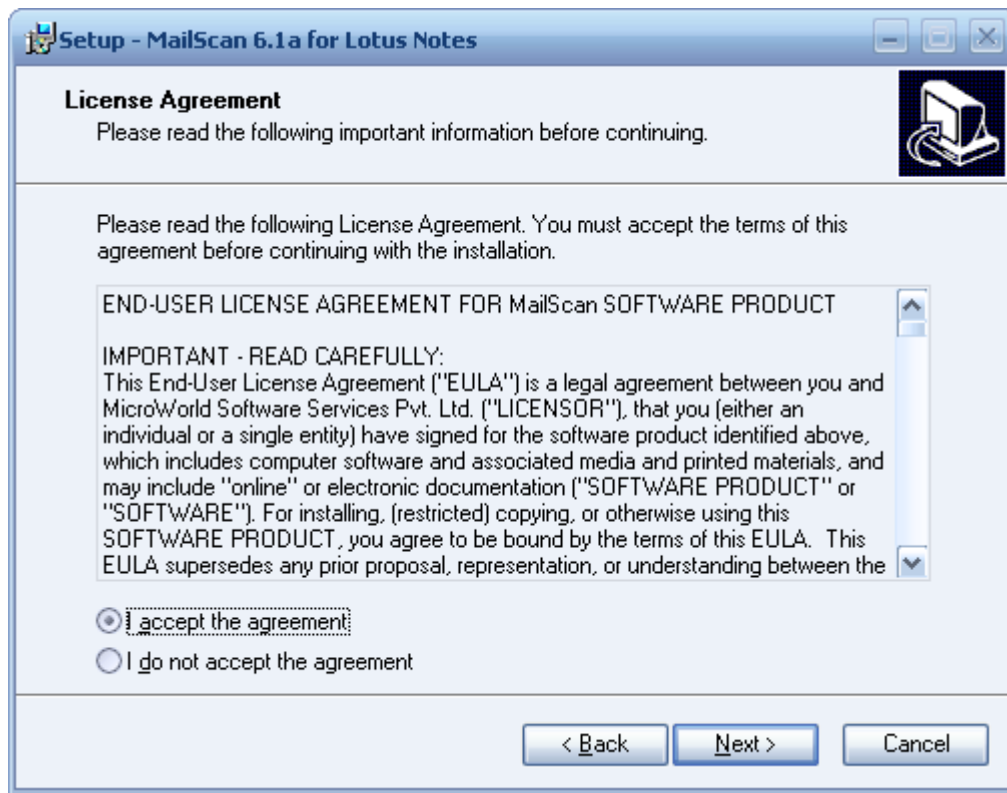 Setup - MailScan 6.1a for Lotus Notes
License Agreement
Please read the following important information before continuing.
Please read the following License Agreement. You must accept the terms of this
agreement before continuing with the installation.
END-USER LICENSE AGREEMENT FOR MailScan SOFTWARE PRODUCT
IMPORTANT - READ CAREFULLY:
This End-User License Agreement ("EULA") is a legal agreement between you and
MicroWorld Software Services Pvt. Ltd. ("LICENSOR"), that you (either an
individual or a single entity) have signed for the software product identified above,
which includes computer software and associated media and printed materials, and
may include "online" or electronic documentation ("SOFTWARE PRODUCT" or
"SOFTWARE"). For installing, (restricted) copying, or otherwise using this
SOFTWARE PRODUCT, you agree to be bound by the terms of this EULA.  This
EULA supersedes any prior proposal, representation, or understanding between the
I accept the agreement
I do not accept the agreement
< Back Next > Cancel